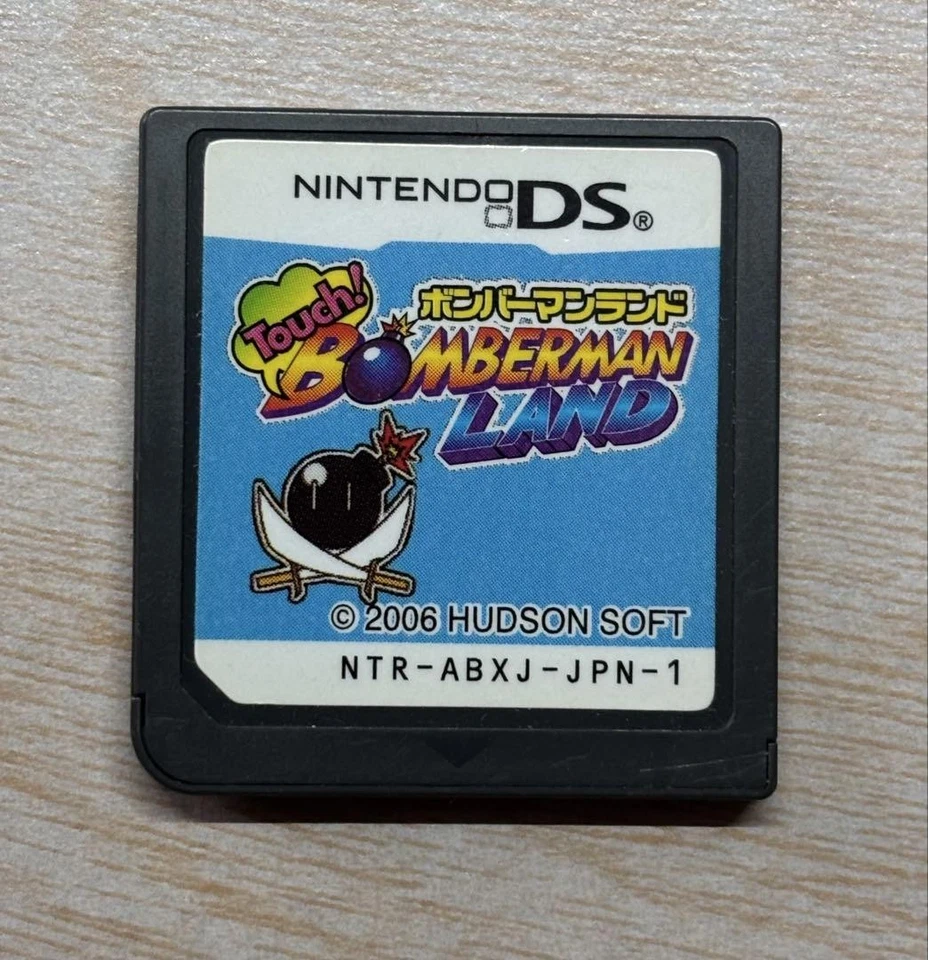 NINTENDO DS®
Touch!
ボンバーマンランド
BOMBERMAN
LAND
© 2006 HUDSON SOFT
NTR-ABXJ-JPN-1